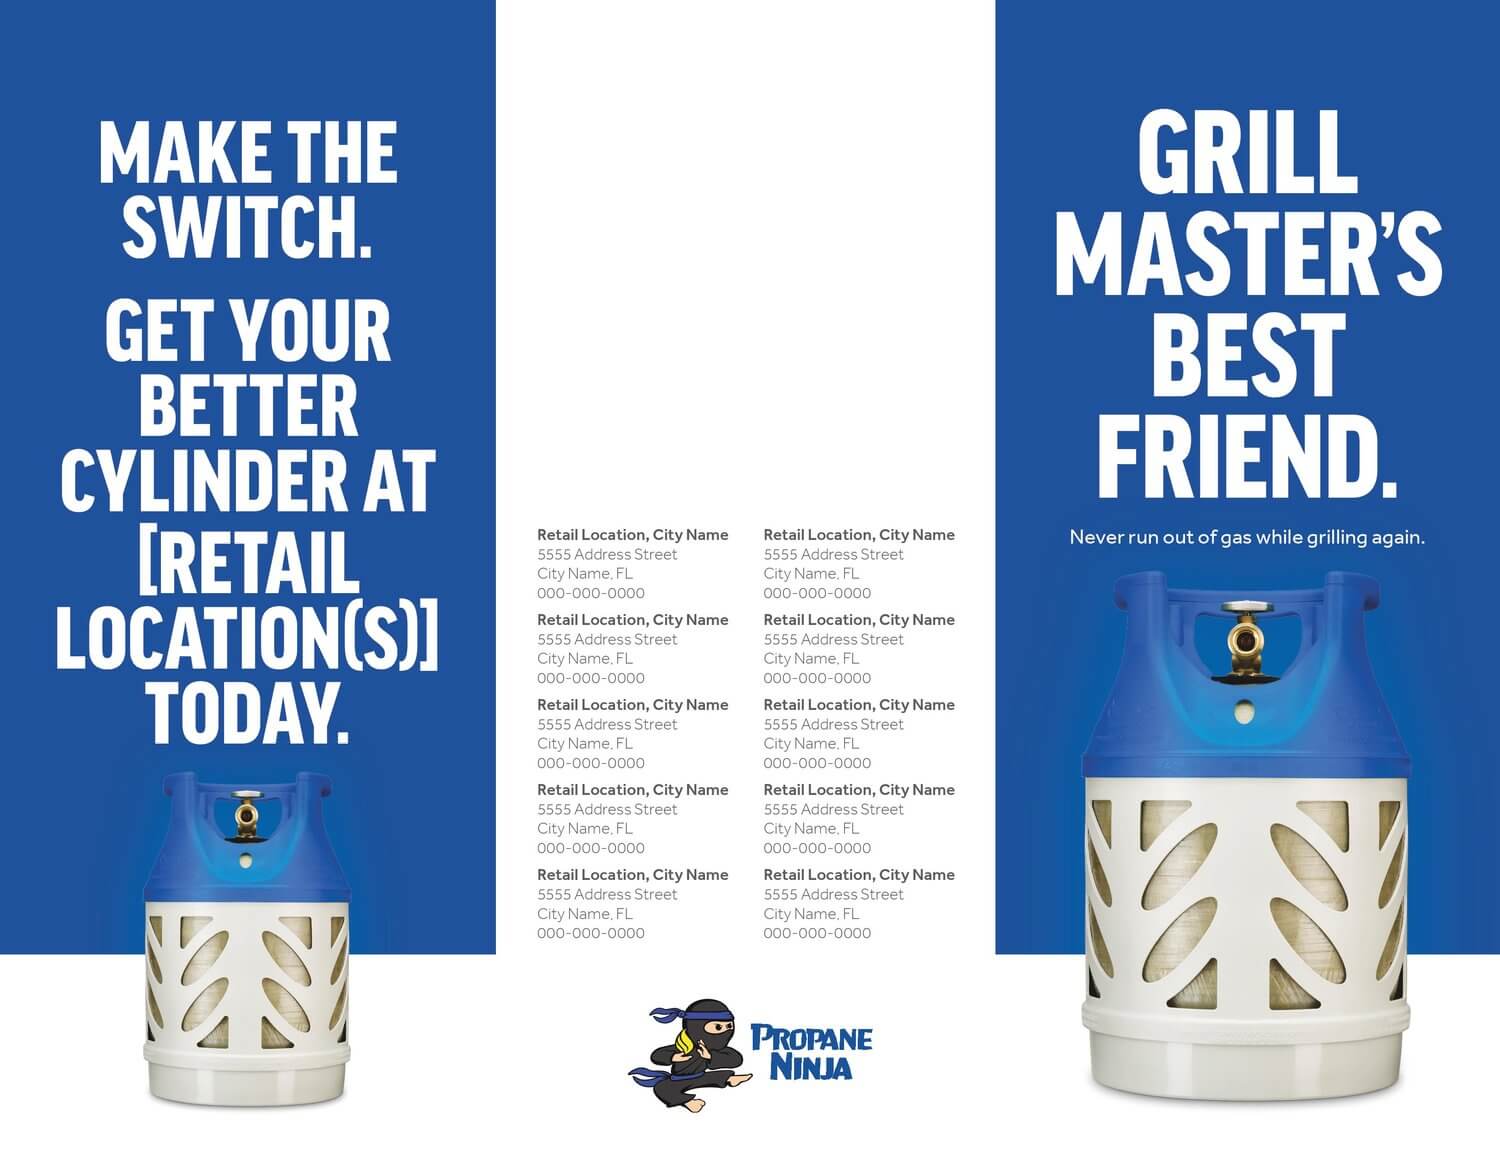 MAKE THE
SWITCH.
GET YOUR
BETTER
CYLINDER AT
[RETAIL
LOCATION(S)]
TODAY.
Retail Location, City Name
5555 Address Street
City Name, FL
000-000-0000
Retail Location, City Name
5555 Address Street
City Name, FL
000-000-0000
Retail Location, City Name
5555 Address Street
City Name, FL
000-000-0000
Retail Location, City Name
5555 Address Street
City Name, FL
000-000-0000
Retail Location, City Name
5555 Address Street
City Name, FL
000-000-0000
Retail Location, City Name
5555 Address Street
City Name, FL
000-000-0000
Retail Location, City Name
5555 Address Street
City Name, FL
000-000-0000
Retail Location, City Name
5555 Address Street
City Name, FL
000-000-0000
Retail Location, City Name
5555 Address Street
City Name, FL
000-000-0000
Retail Location, City Name
5555 Address Street
City Name, FL
000-000-0000
PROPANE
NINJA
GRILL
MASTER'S
BEST
FRIEND.
Never run out of gas while grilling again.